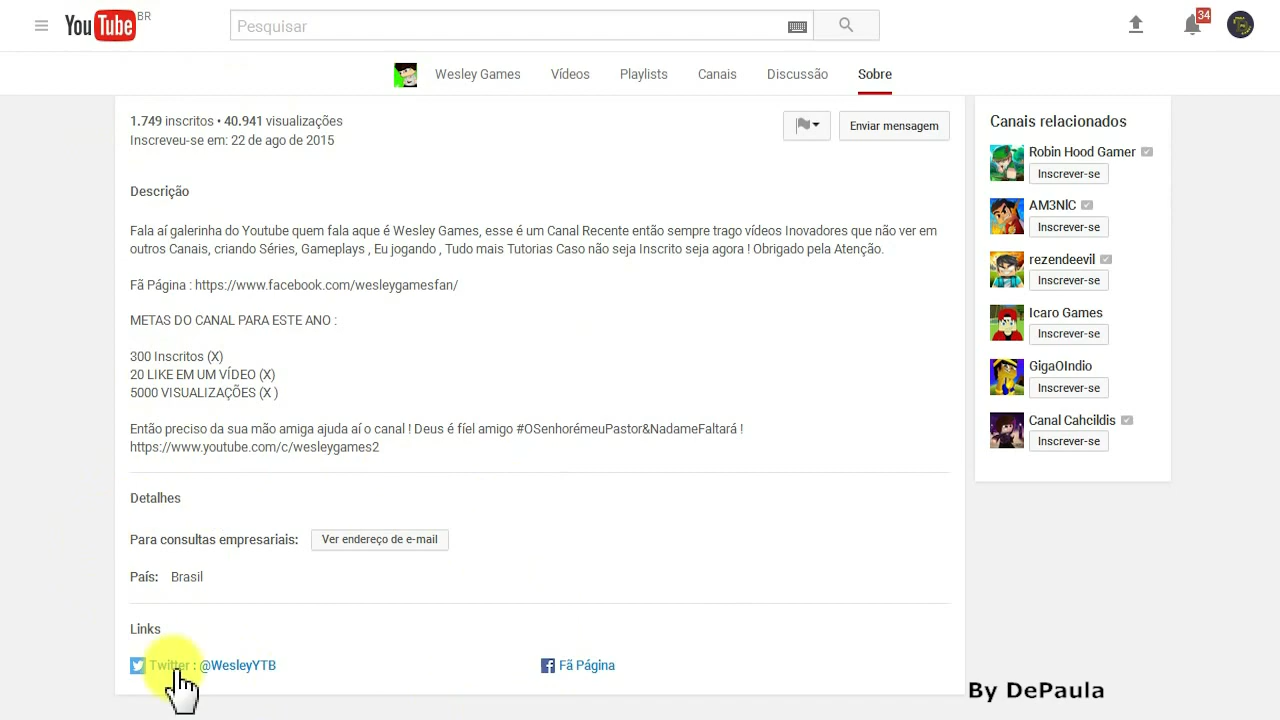 YouTube BR
Pesquisar
34
Wesley Games Vídeos Playlists Canais Discussão Sobre
1.749 inscritos • 40.941 visualizações
Inscreveu-se em: 22 de ago de 2015
Enviar mensagem
Descrição
Fala aí galerinha do Youtube quem fala aque é Wesley Games, esse é um Canal Recente então sempre trago vídeos Inovadores que não ver em
outros Canais, criando Séries, Gameplays , Eu jogando , Tudo mais Tutorias Caso não seja Inscrito seja agora ! Obrigado pela Atenção.
Fã Página : https://www.facebook.com/wesleygamesfan/
METAS DO CANAL PARA ESTE ANO :
300 Inscritos (X)
20 LIKE EM UM VÍDEO (X)
5000 VISUALIZAÇÕES (X )
Então preciso da sua mão amiga ajuda aí o canal ! Deus é fíel amigo #OSenhorémeuPastor&NadameFaltará !
https://www.youtube.com/c/wesleygames2
Detalhes
Para consultas empresariais: Ver endereço de e-mail
País: Brasil
Links
Twitter : @WesleyYTB
Fã Página
Canais relacionados
Robin Hood Gamer
Inscrever-se
AM3NlC
Inscrever-se
rezendeevil
Inscrever-se
Icaro Games
Inscrever-se
GigaOIndio
Inscrever-se
Canal Cahcildis
Inscrever-se
By DePaula